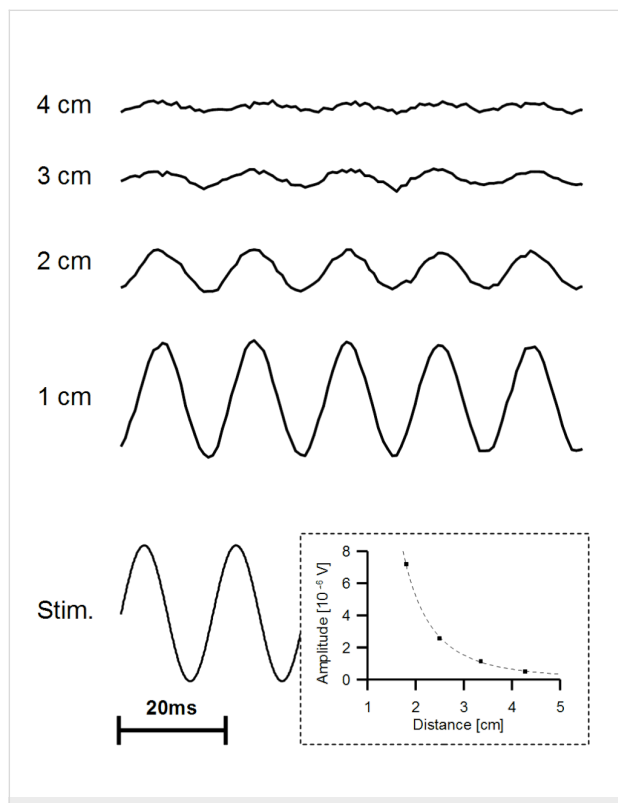 4 cm
3 cm
2 cm
1 cm
Stim.
20ms
Amplitude [10⁻⁶ V]
8
6
4
2
0
1 2 3 4 5
Distance [cm]